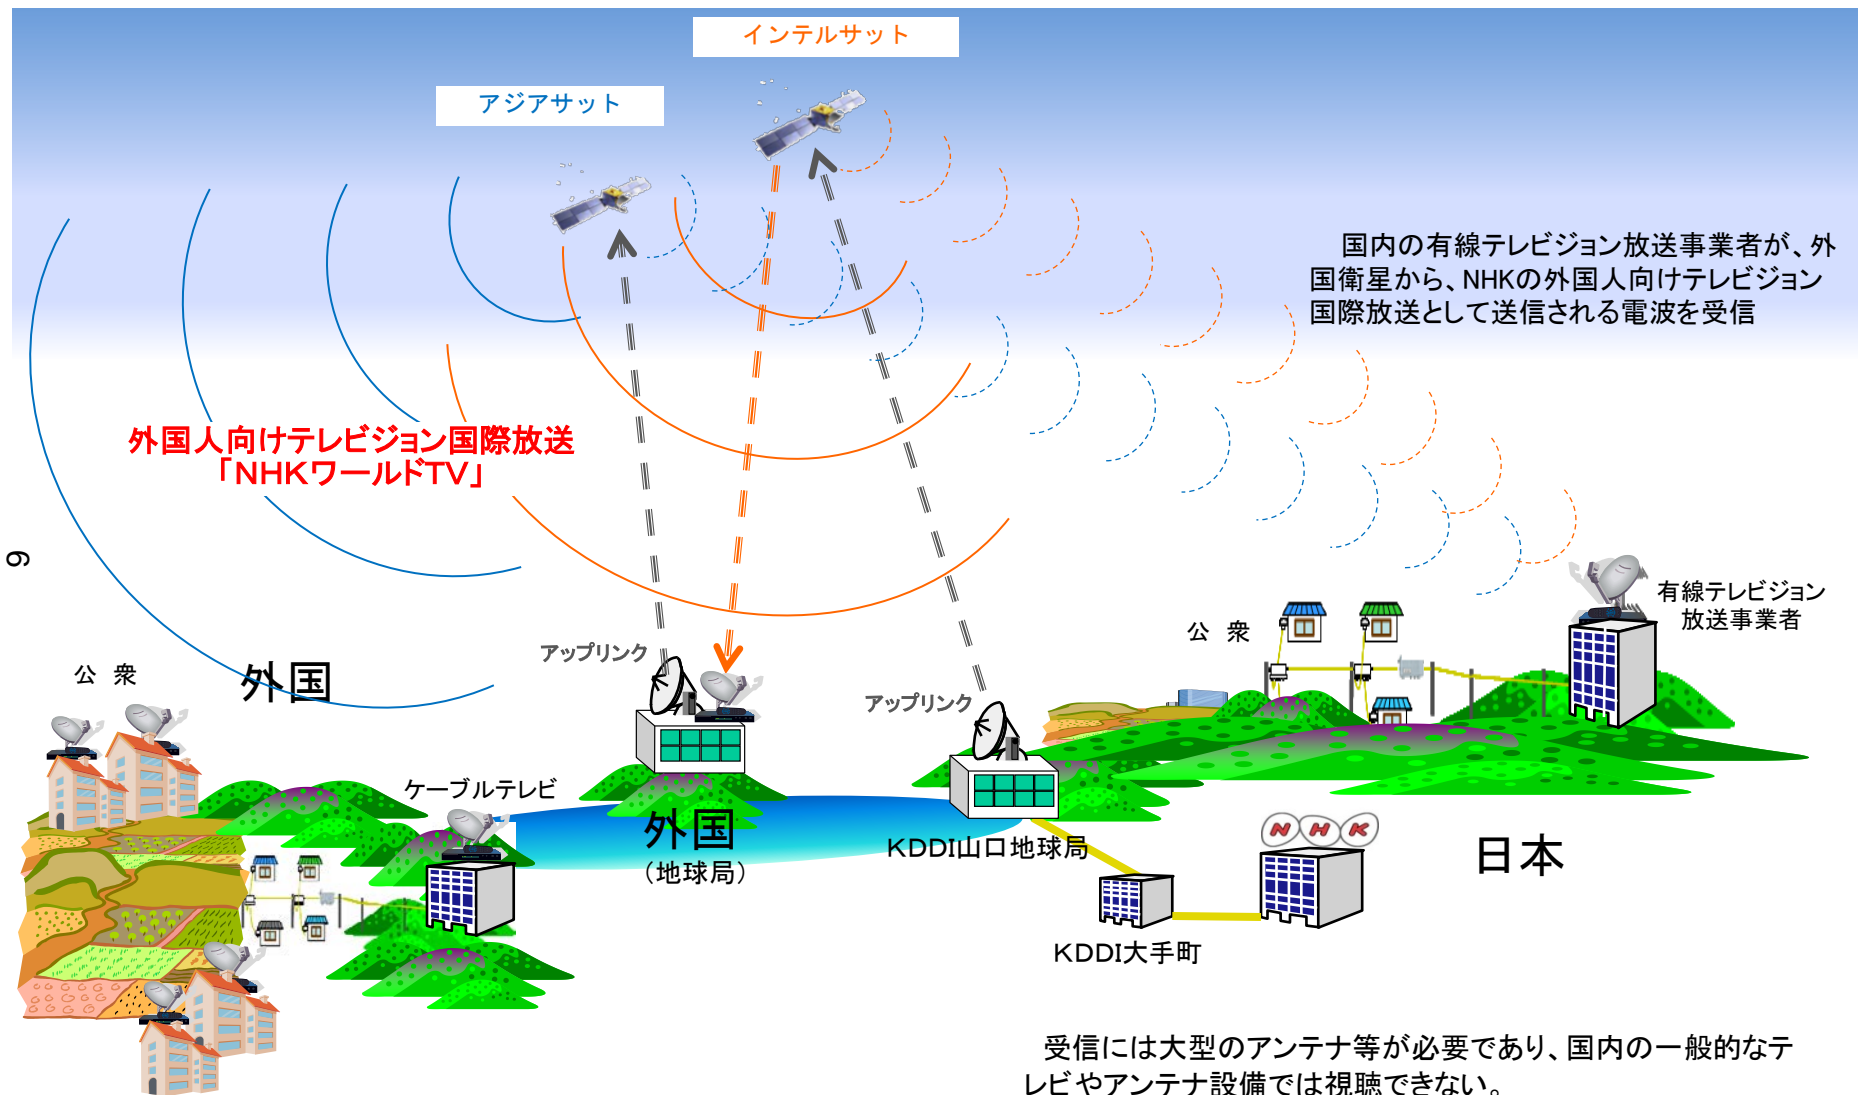 インテルサット
アジアサット
国内の有線テレビジョン放送事業者が、外
国衛星から、NHKの外国人向けテレビジョン
国際放送として送信される電波を受信
外国人向けテレビジョン国際放送
「NHKワールドTV」
9
有線テレビジョン
放送事業者
公　衆
アップリンク
公　衆
外国
アップリンク
ケーブルテレビ
外国
（地球局）
KDDI山口地球局
NHK
日本
KDDI大手町
受信には大型のアンテナ等が必要であり、国内の一般的なテ
レビやアンテナ設備では視聴できない。